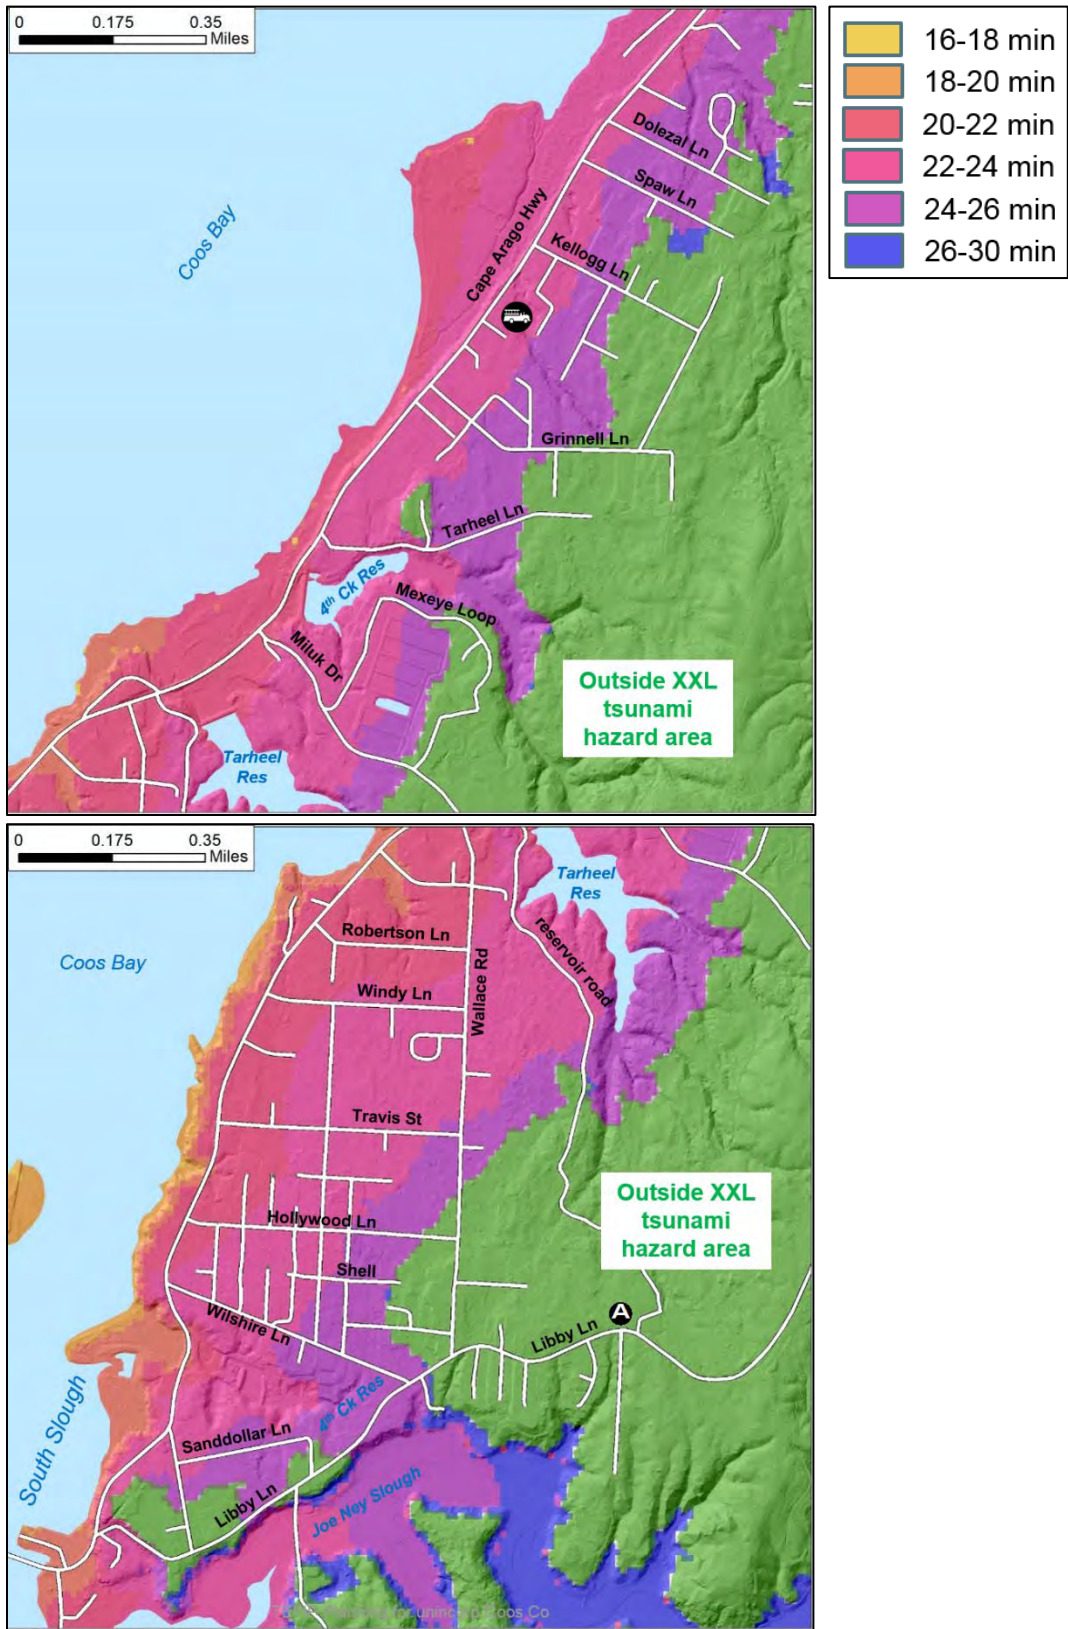 0 0.175 0.35
Miles
16-18 min
18-20 min
20-22 min
22-24 min
24-26 min
26-30 min
Dolezal Ln
Spaw Ln
Coos Bay
Cape Arago Hwy
Kellogg Ln
Grinnell Ln
Tarheel Ln
4th Ck Res
Mexeye Loop
Miluk Dr
Outside XXL
tsunami
hazard area
Tarheel
Res
0 0.175 0.35
Miles
Tarheel
Res
Robertson Ln
Coos Bay
reservoir road
Windy Ln
Wallace Rd
Travis St
Outside XXL
tsunami
hazard area
Hollywood Ln
Shell
A
Wilshire Ln
Libby Ln
4th Ck Res
South Slough
Sanddollar Ln
Libby Ln
Joe Ney Slough